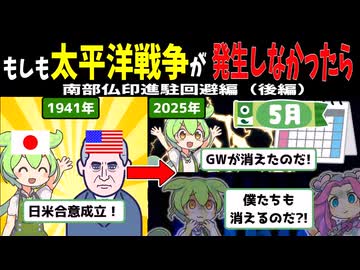 もしも太平洋戦争が発生しなかったら
南部仏印進駐回避編（後編）
1941年
2025年
5月
GWが消えたのだ!
日米合意成立！
僕たちも
消えるのだ?!